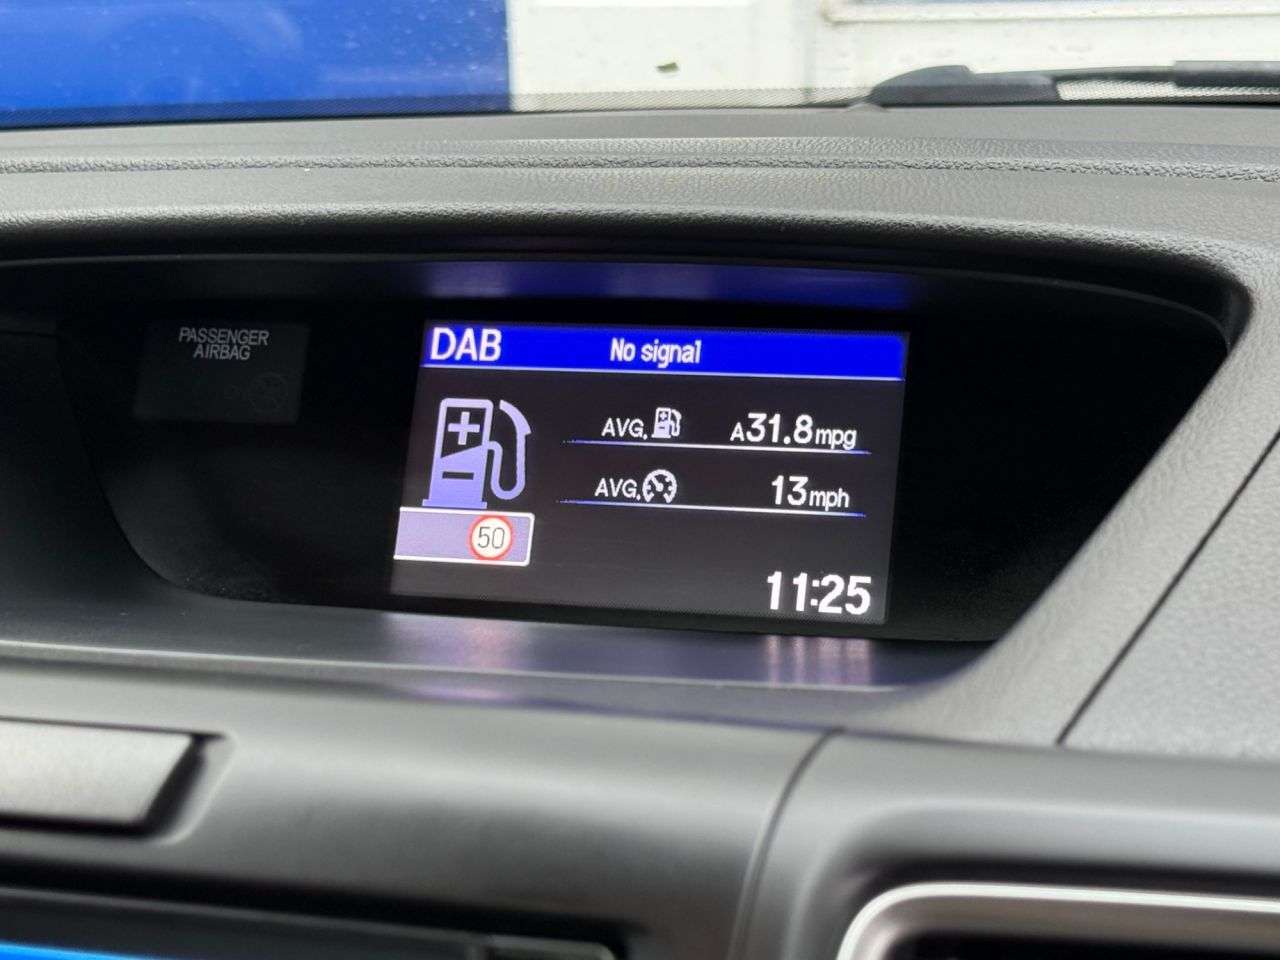 PASSENGER
AIRBAG
DAB No signal
AVG. A31.8mpg
AVG. 13mph
50
11:25